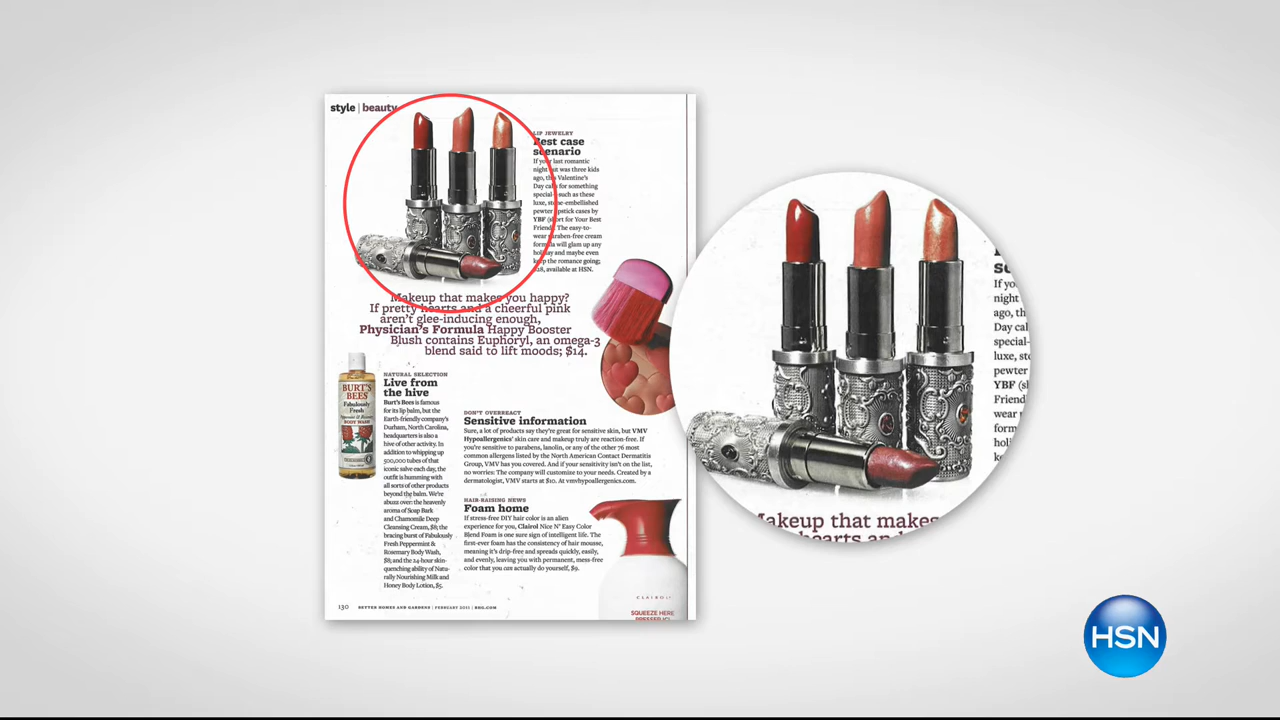 style | beauty
LIP JEWELRY
Best case
scenario
If your last romantic
night out was three kids
ago, this Valentine's
Day calls for something
special—such as these
luxe, stone-embellished
pewter lipstick cases by
YBF (short for Your Best
Friend). The easy-to-
wear paraben-free cream
formula will glam up any
holiday and maybe even
keep the romance going;
$18, available at HSN.
Makeup that makes you happy?
If pretty hearts and a cheerful pink
aren't glee-inducing enough,
Physician's Formula Happy Booster
Blush contains Euphoryl, an omega-3
blend said to lift moods; $14.
BURT'S
BEES
Fabulously
Fresh
BODY WASH
NATURAL SELECTION
Live from
the hive
Burt's Bees is famous
for its lip balm, but the
Earth-friendly company's
Durham, North Carolina,
headquarters is also a
hive of other activity. In
addition to whipping up
500,000 tubes of that
iconic salve each day, the
outfit is humming with
all sorts of other products
beyond the balm. We're
abuzz over: the heavenly
aroma of Soap Bark
and Chamomile Deep
Cleansing Cream, $8; the
bracing burst of Fabulously
Fresh Peppermint &
Rosemary Body Wash,
$8; and the 24-hour skin-
quenching ability of Natu-
rally Nourishing Milk and
Honey Body Lotion, $5.
DON'T OVERREACT
Sensitive information
Sure, a lot of products say they're great for sensitive skin, but VMV
Hypoallergenics' skin care and makeup truly are reaction-free. If
you're sensitive to parabens, lanolin, or any of the other 76 most
common allergens listed by the North American Contact Dermatitis
Group, VMV has you covered. And if your sensitivity isn't on the list,
no worries: The company will customize to your needs. Created by a
dermatologist, VMV starts at $10. At vmvhypoallergenics.com.
HAIR-RAISING NEWS
Foam home
If stress-free DIY hair color is an alien
experience for you, Clairol Nice N' Easy Color
Blend Foam is one sure sign of intelligent life. The
first-ever foam has the consistency of hair mousse,
meaning it's drip-free and spreads quickly, easily,
and evenly, leaving you with permanent, mess-free
color that you can actually do yourself, $9.
CLAIROL
SQUEEZE HERE
130 BETTER HOMES AND GARDENS | FEBRUARY 2011 | BHG.COM
If yo
night
ago, th
Day cal
special—
luxe, sto
pewter
YBF (sh
Friend
wear
form
holi
ke
Makeup that makes
hearts an
HSN